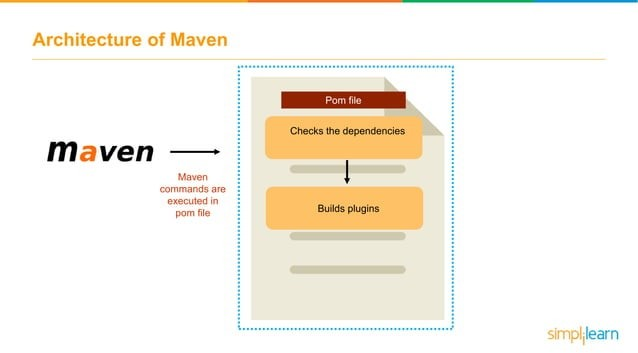 Architecture of Maven
Pom file
Checks the dependencies
maven
Maven
commands are
executed in
pom file
Builds plugins
simplilearn